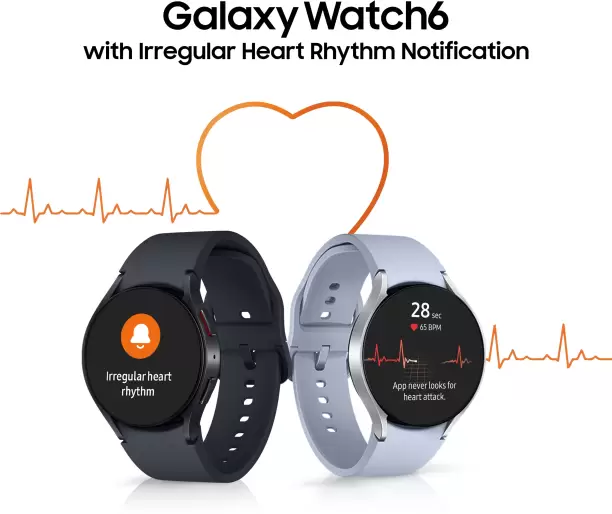 Galaxy Watch6
with Irregular Heart Rhythm Notification
Irregular heart
rhythm
28 sec
65 BPM
App never looks for
heart attack.